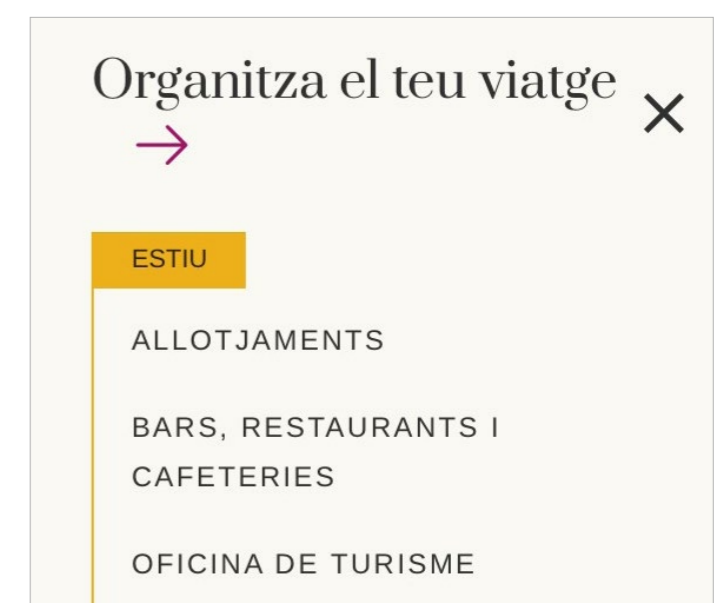 Organitza el teu viatge
ESTIU
ALLOTJAMENTS
BARS, RESTAURANTS I
CAFETERIES
OFICINA DE TURISME